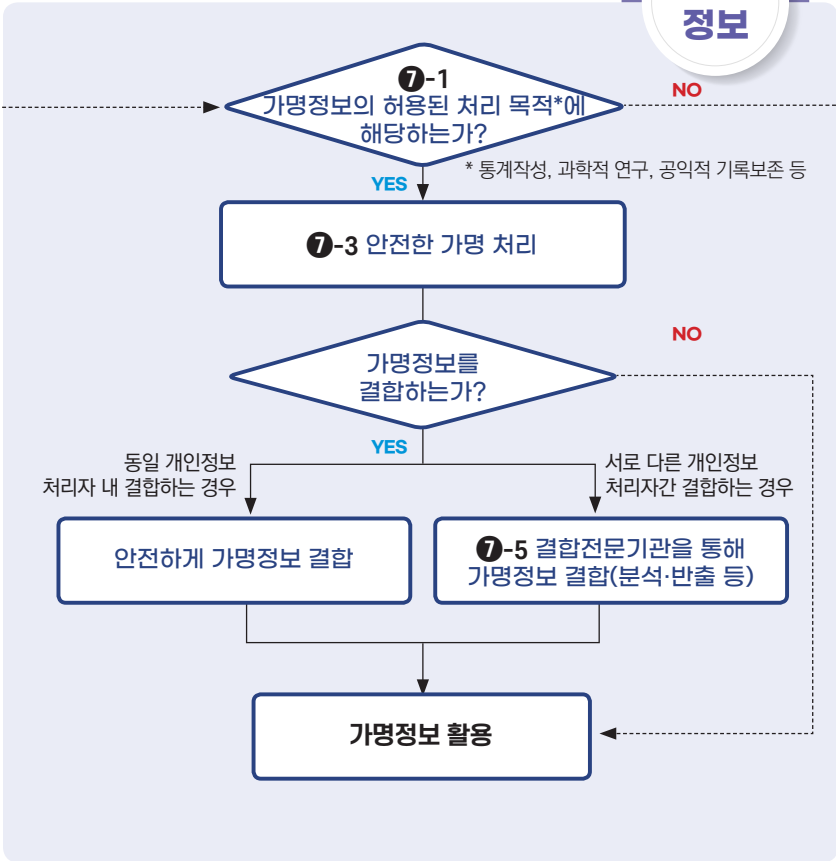 정보
❼-1
가명정보의 허용된 처리 목적*에
해당하는가?
NO
* 통계작성, 과학적 연구, 공익적 기록보존 등
YES
❼-3 안전한 가명 처리
NO
가명정보를
결합하는가?
YES
동일 개인정보
처리자 내 결합하는 경우
서로 다른 개인정보
처리자간 결합하는 경우
안전하게 가명정보 결합
❼-5 결합전문기관을 통해
가명정보 결합(분석·반출 등)
가명정보 활용